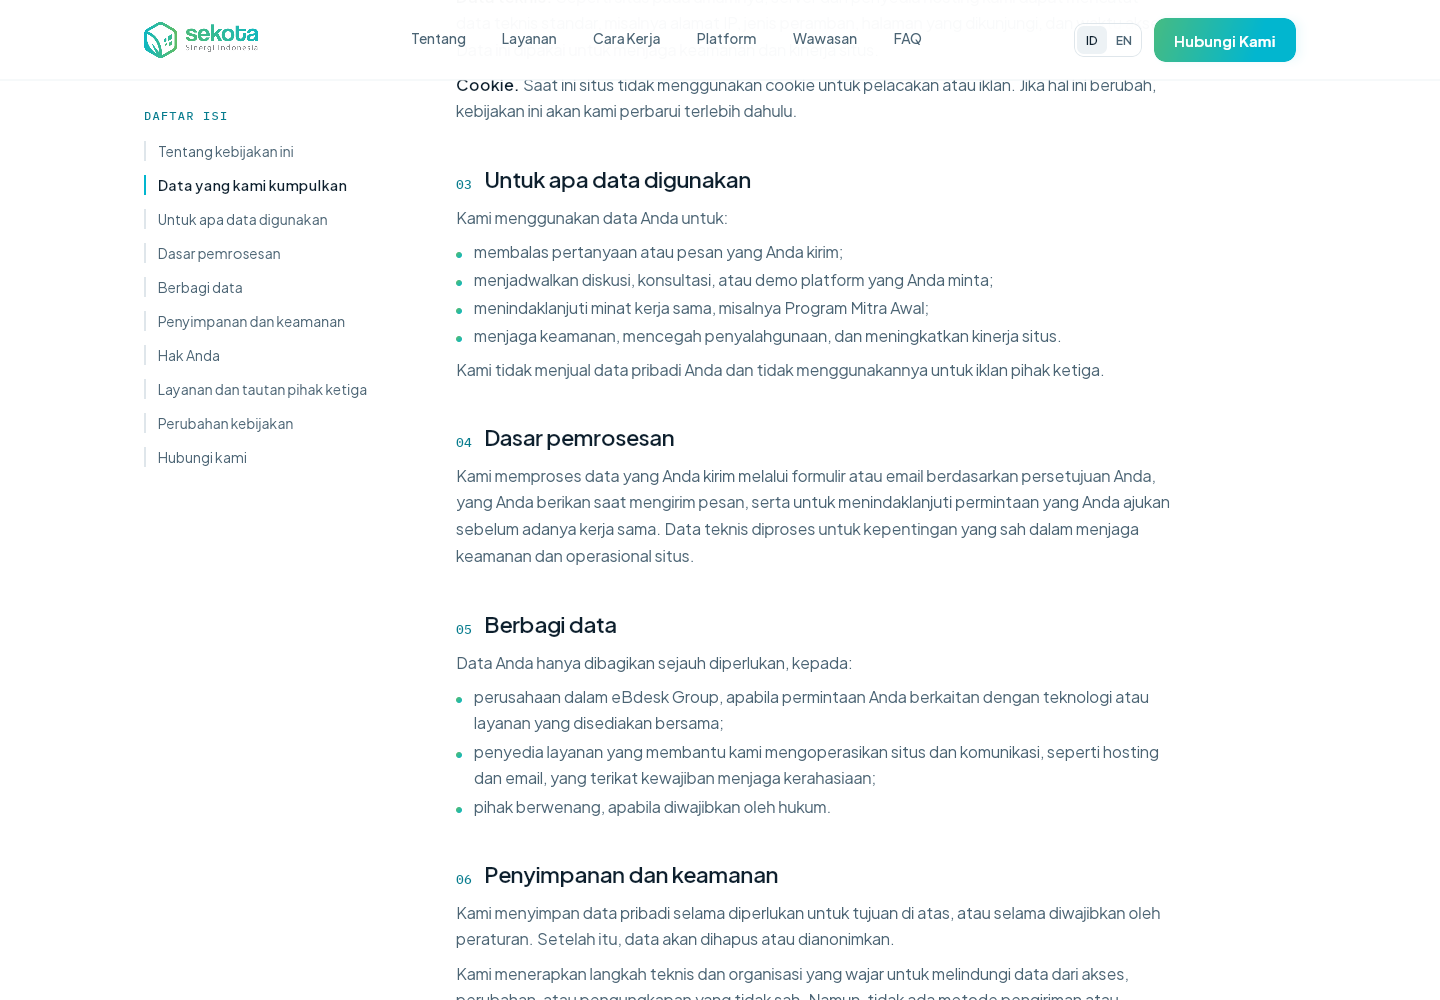 sekota
Sinergi Indonesia
Tentang
Layanan
Cara Kerja
Platform
Wawasan
FAQ
ID
EN
Hubungi Kami
DAFTAR ISI
Tentang kebijakan ini
Data yang kami kumpulkan
Untuk apa data digunakan
Dasar pemrosesan
Berbagi data
Penyimpanan dan keamanan
Hak Anda
Layanan dan tautan pihak ketiga
Perubahan kebijakan
Hubungi kami
Cookie. Saat ini situs tidak menggunakan cookie untuk pelacakan atau iklan. Jika hal ini berubah,
kebijakan ini akan kami perbarui terlebih dahulu.
03 Untuk apa data digunakan
Kami menggunakan data Anda untuk:
membalas pertanyaan atau pesan yang Anda kirim;
menjadwalkan diskusi, konsultasi, atau demo platform yang Anda minta;
menindaklanjuti minat kerja sama, misalnya Program Mitra Awal;
menjaga keamanan, mencegah penyalahgunaan, dan meningkatkan kinerja situs.
Kami tidak menjual data pribadi Anda dan tidak menggunakannya untuk iklan pihak ketiga.
04 Dasar pemrosesan
Kami memproses data yang Anda kirim melalui formulir atau email berdasarkan persetujuan Anda,
yang Anda berikan saat mengirim pesan, serta untuk menindaklanjuti permintaan yang Anda ajukan
sebelum adanya kerja sama. Data teknis diproses untuk kepentingan yang sah dalam menjaga
keamanan dan operasional situs.
05 Berbagi data
Data Anda hanya dibagikan sejauh diperlukan, kepada:
perusahaan dalam eBdesk Group, apabila permintaan Anda berkaitan dengan teknologi atau
layanan yang disediakan bersama;
penyedia layanan yang membantu kami mengoperasikan situs dan komunikasi, seperti hosting
dan email, yang terikat kewajiban menjaga kerahasiaan;
pihak berwenang, apabila diwajibkan oleh hukum.
06 Penyimpanan dan keamanan
Kami menyimpan data pribadi selama diperlukan untuk tujuan di atas, atau selama diwajibkan oleh
peraturan. Setelah itu, data akan dihapus atau dianonimkan.
Kami menerapkan langkah teknis dan organisasi yang wajar untuk melindungi data dari akses,
perubahan, atau pengungkapan yang tidak sah. Namun, tidak ada metode pengiriman atau